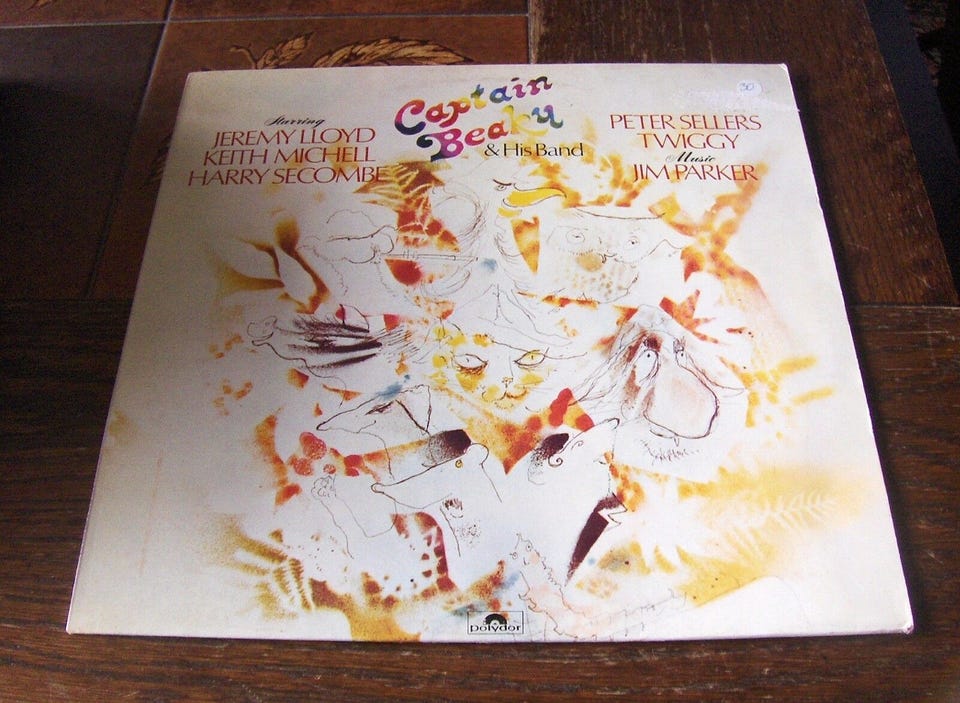 Captain
Beaky
& His Band
Starring
JEREMY LLOYD
KEITH MICHELL
HARRY SECOMBE
PETER SELLERS
TWIGGY
Music
JIM PARKER
30
polydor